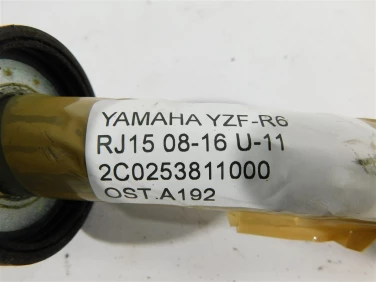 YAMAHA YZF-R6
RJ15 08-16 U-11
2C0253811000
OST.A192